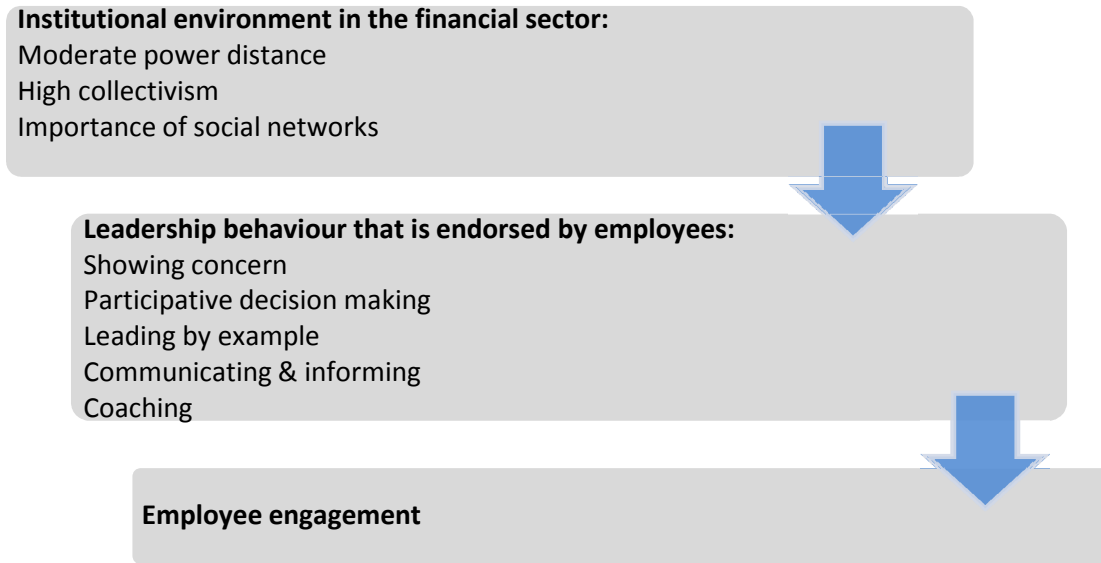 Institutional environment in the financial sector:
Moderate power distance
High collectivism
Importance of social networks
Leadership behaviour that is endorsed by employees:
Showing concern
Participative decision making
Leading by example
Communicating & informing
Coaching
Employee engagement